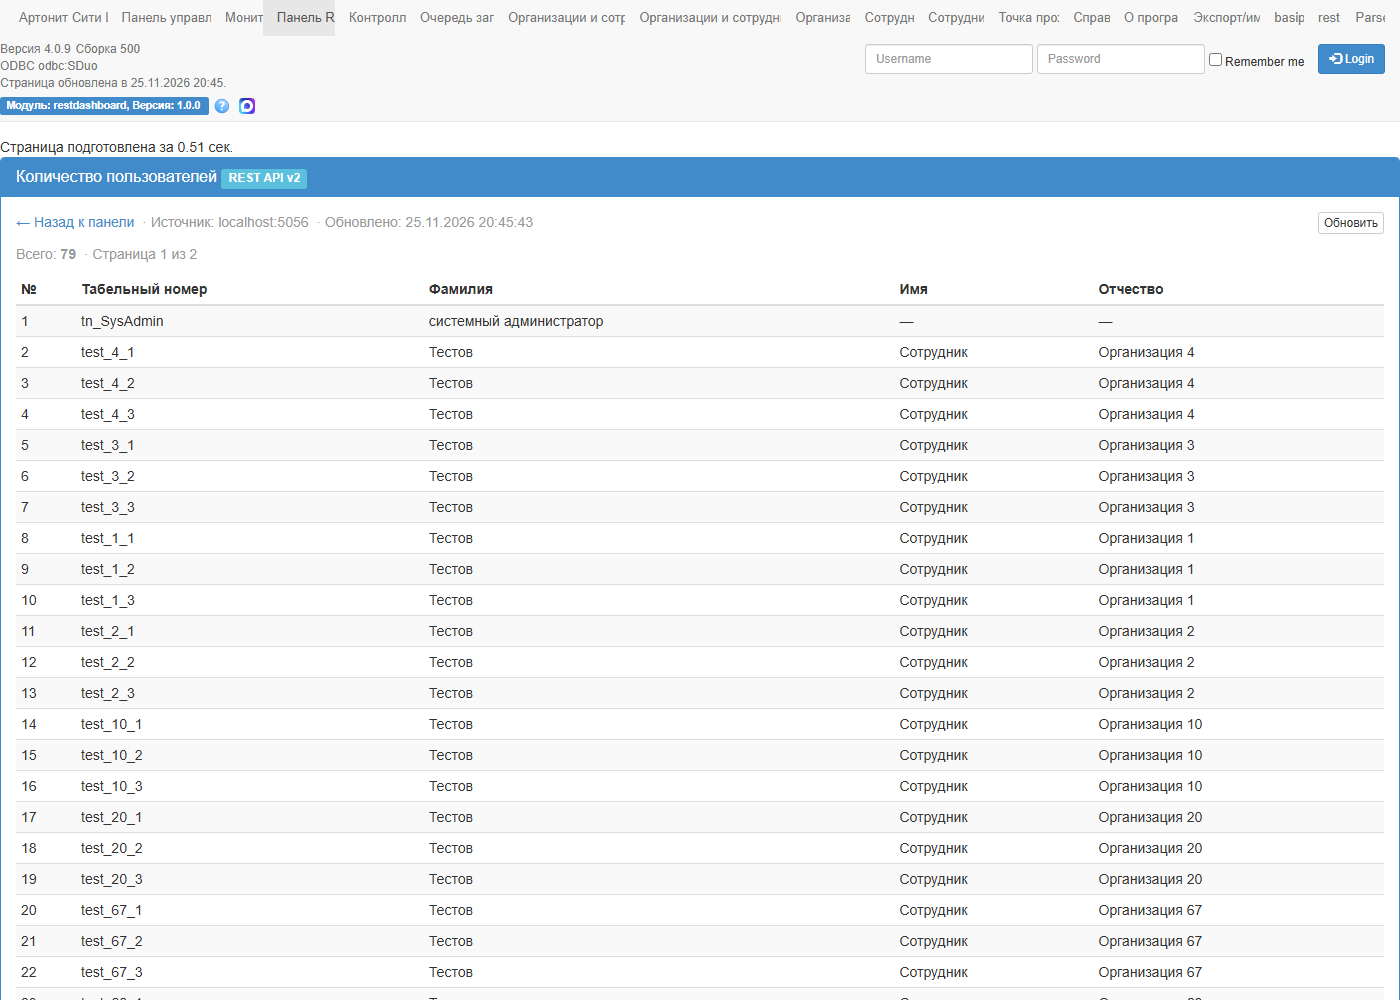 Артонит Сити Панель управл Монит Панель R Контролл Очередь заг Организации и сотр Организации и сотрудн Организа Сотрудн Сотрудни Точка про Справ О програ Экспорт/им basip rest Parse
Версия 4.0.9 Сборка 500
ODBC odbc:SDuo
Страница обновлена в 25.11.2026 20:45.
Модуль: restdashboard, Версия: 1.0.0
Username Password Remember me Login
Страница подготовлена за 0.51 сек.
Количество пользователей REST API v2
← Назад к панели · Источник: localhost:5056 · Обновлено: 25.11.2026 20:45:43 Обновить
Всего: 79 · Страница 1 из 2
№ Табельный номер Фамилия Имя Отчество
1 tn_SysAdmin системный администратор — —
2 test_4_1 Тестов Сотрудник Организация 4
3 test_4_2 Тестов Сотрудник Организация 4
4 test_4_3 Тестов Сотрудник Организация 4
5 test_3_1 Тестов Сотрудник Организация 3
6 test_3_2 Тестов Сотрудник Организация 3
7 test_3_3 Тестов Сотрудник Организация 3
8 test_1_1 Тестов Сотрудник Организация 1
9 test_1_2 Тестов Сотрудник Организация 1
10 test_1_3 Тестов Сотрудник Организация 1
11 test_2_1 Тестов Сотрудник Организация 2
12 test_2_2 Тестов Сотрудник Организация 2
13 test_2_3 Тестов Сотрудник Организация 2
14 test_10_1 Тестов Сотрудник Организация 10
15 test_10_2 Тестов Сотрудник Организация 10
16 test_10_3 Тестов Сотрудник Организация 10
17 test_20_1 Тестов Сотрудник Организация 20
18 test_20_2 Тестов Сотрудник Организация 20
19 test_20_3 Тестов Сотрудник Организация 20
20 test_67_1 Тестов Сотрудник Организация 67
21 test_67_2 Тестов Сотрудник Организация 67
22 test_67_3 Тестов Сотрудник Организация 67